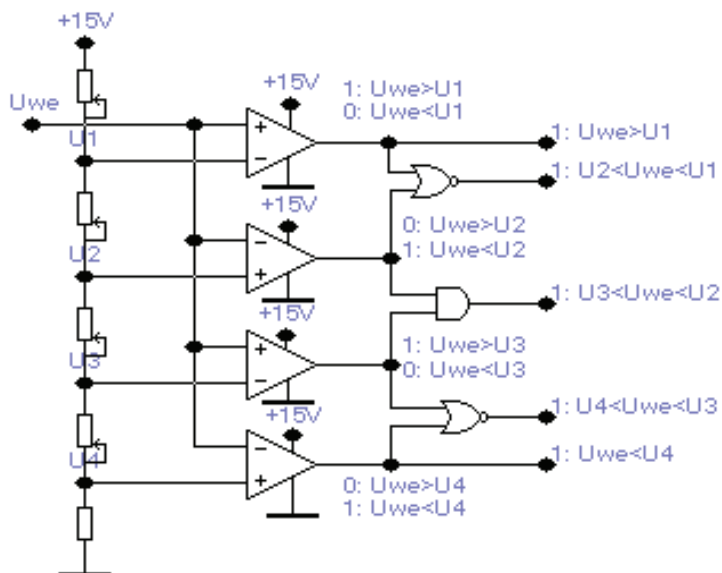 +15V
+15V
1: Uwe>U1
0: Uwe<U1
Uwe
U1
+
−
1: Uwe>U1
1: U2<Uwe<U1
+15V
0: Uwe>U2
1: Uwe<U2
U2
−
+
1: U3<Uwe<U2
+15V
1: Uwe>U3
0: Uwe<U3
U3
+
−
+15V
1: U4<Uwe<U3
U4
−
+
1: Uwe<U4
0: Uwe>U4
1: Uwe<U4